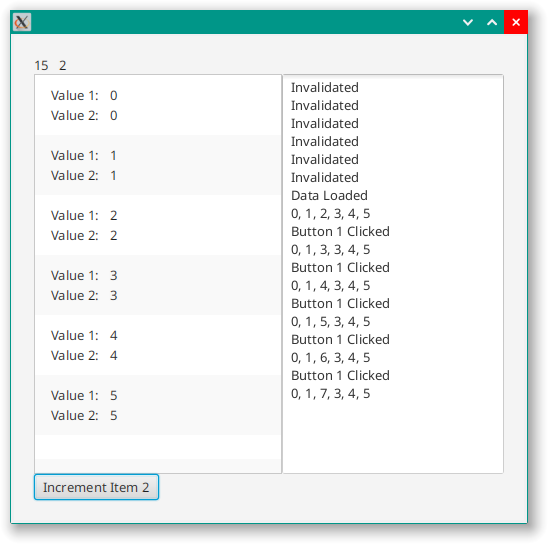 15 2
Value 1: 0
Value 2: 0
Value 1: 1
Value 2: 1
Value 1: 2
Value 2: 2
Value 1: 3
Value 2: 3
Value 1: 4
Value 2: 4
Value 1: 5
Value 2: 5
Invalidated
Invalidated
Invalidated
Invalidated
Invalidated
Invalidated
Data Loaded
0, 1, 2, 3, 4, 5
Button 1 Clicked
0, 1, 3, 3, 4, 5
Button 1 Clicked
0, 1, 4, 3, 4, 5
Button 1 Clicked
0, 1, 5, 3, 4, 5
Button 1 Clicked
0, 1, 6, 3, 4, 5
Button 1 Clicked
0, 1, 7, 3, 4, 5
Increment Item 2